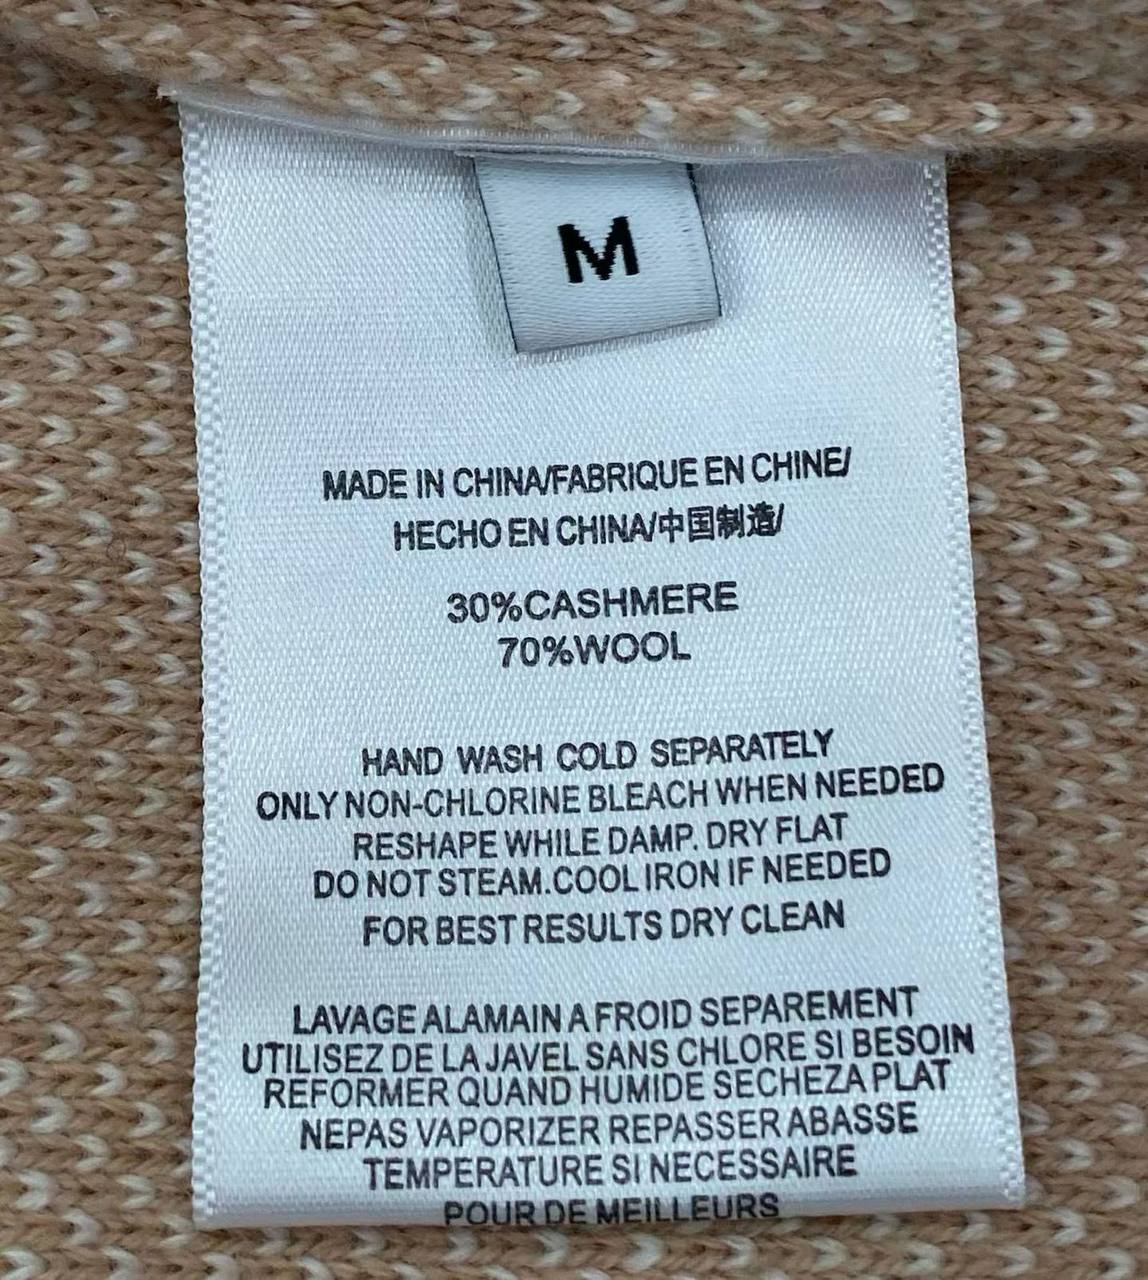 M
MADE IN CHINA/FABRIQUE EN CHINE/
HECHO EN CHINA/中国制造/
30%CASHMERE
70%WOOL
HAND WASH COLD SEPARATELY
ONLY NON-CHLORINE BLEACH WHEN NEEDED
RESHAPE WHILE DAMP. DRY FLAT
DO NOT STEAM.COOL IRON IF NEEDED
FOR BEST RESULTS DRY CLEAN
LAVAGE ALAMAIN A FROID SEPAREMENT
UTILISEZ DE LA JAVEL SANS CHLORE SI BESOIN
REFORMER QUAND HUMIDE SECHEZA PLAT
NEPAS VAPORIZER REPASSER ABASSE
TEMPERATURE SI NECESSAIRE
POUR DE MEILLEURS